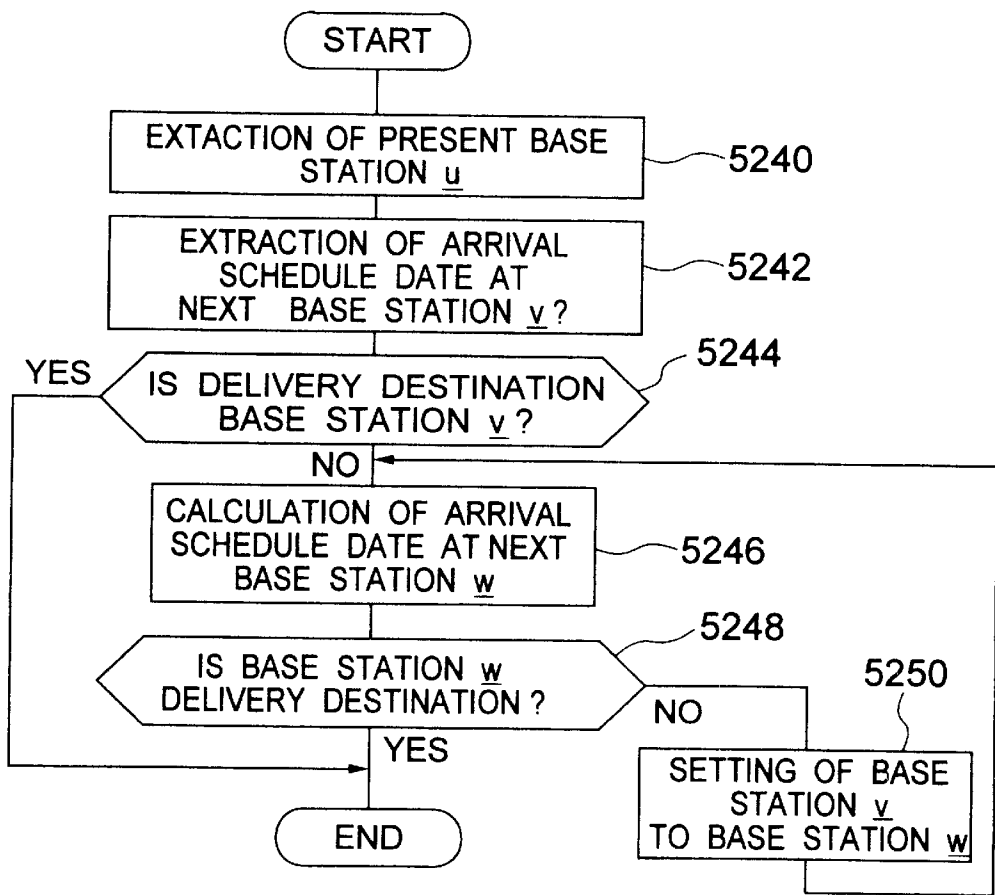 START
EXTACTION OF PRESENT BASE
STATION u
5240
EXTRACTION OF ARRIVAL
SCHEDULE DATE AT
NEXT BASE STATION v?
5242
5244
YES
IS DELIVERY DESTINATION
BASE STATION v?
NO
CALCULATION OF ARRIVAL
SCHEDULE DATE AT NEXT
BASE STATION w
5246
5248
IS BASE STATION w
DELIVERY DESTINATION?
NO
YES
5250
SETTING OF BASE
STATION v
TO BASE STATION w
END